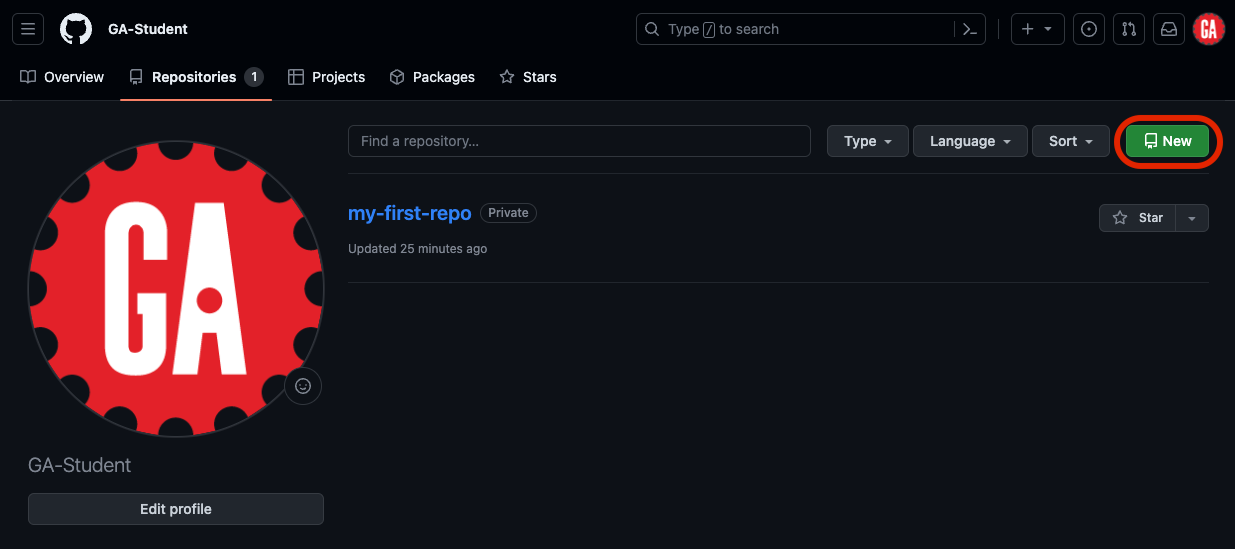 GA-Student
Type / to search
GA
Overview
Repositories 1
Projects
Packages
Stars
Find a repository...
Type
Language
Sort
New
my-first-repo Private
Star
Updated 25 minutes ago
GA
GA-Student
Edit profile